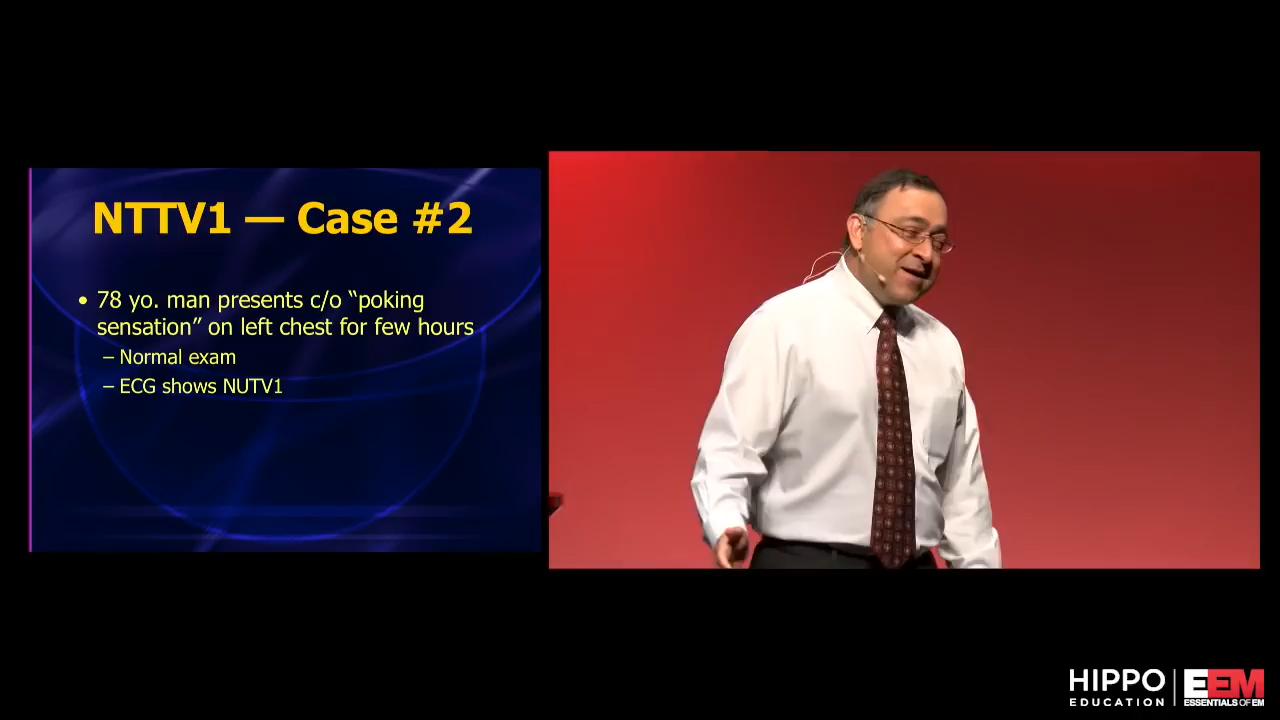 NTTV1 — Case #2
• 78 yo. man presents c/o “poking
sensation” on left chest for few hours
– Normal exam
– ECG shows NUTV1
HIPPO
EDUCATION
EEM
ESSENTIALS OF EM